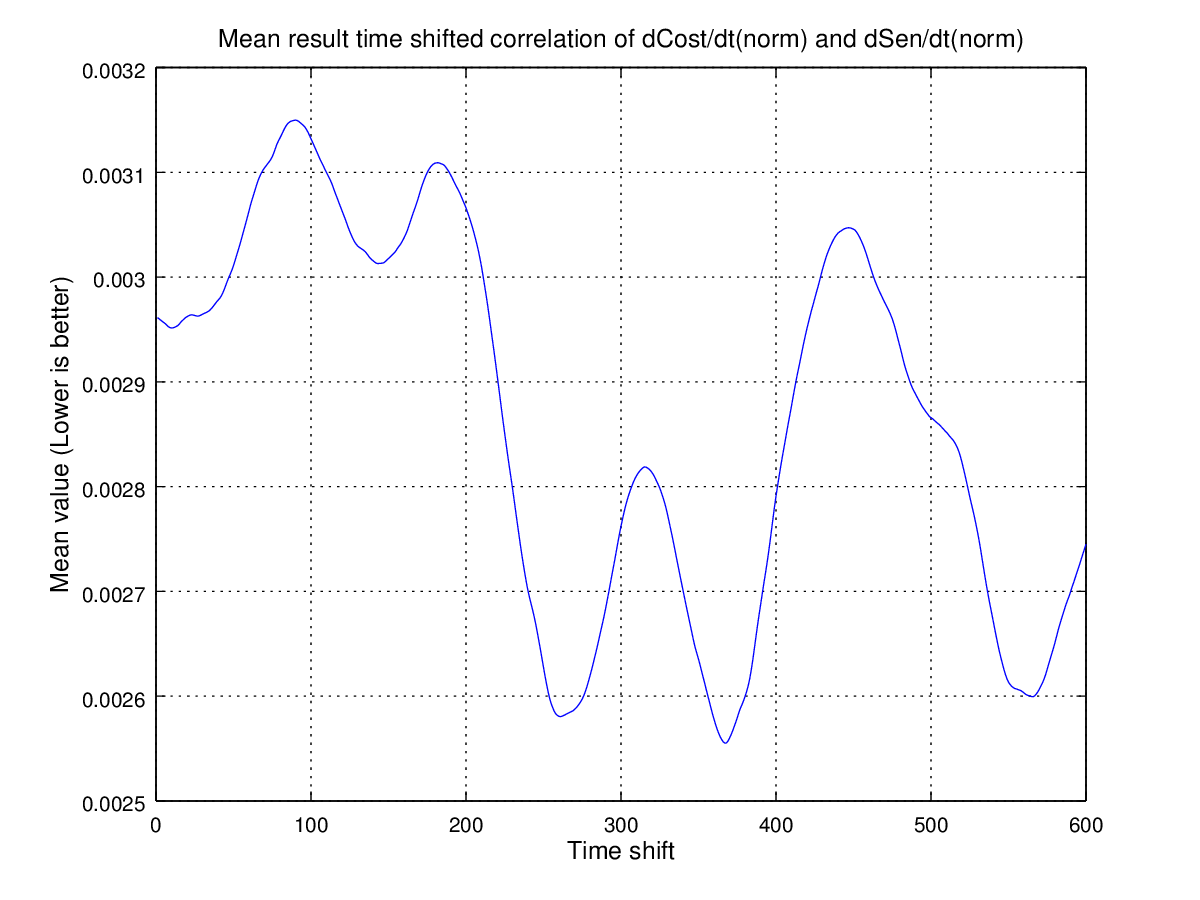 Mean result time shifted correlation of dCost/dt(norm) and dSen/dt(norm)
0.0032
0.0031
0.003
0.0029
0.0028
0.0027
0.0026
0.0025
Mean value (Lower is better)
0 100 200 300 400 500 600
Time shift